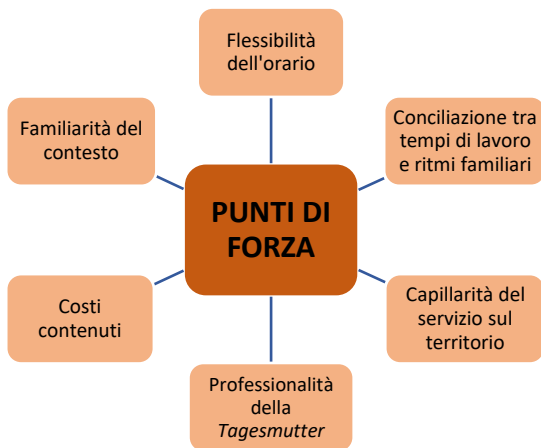 Flessibilità
dell'orario
Familiarità del
contesto
Conciliazione tra
tempi di lavoro
e ritmi familiari
PUNTI DI
FORZA
Costi
contenuti
Capillarità del
servizio sul
territorio
Professionalità
della
Tagesmutter